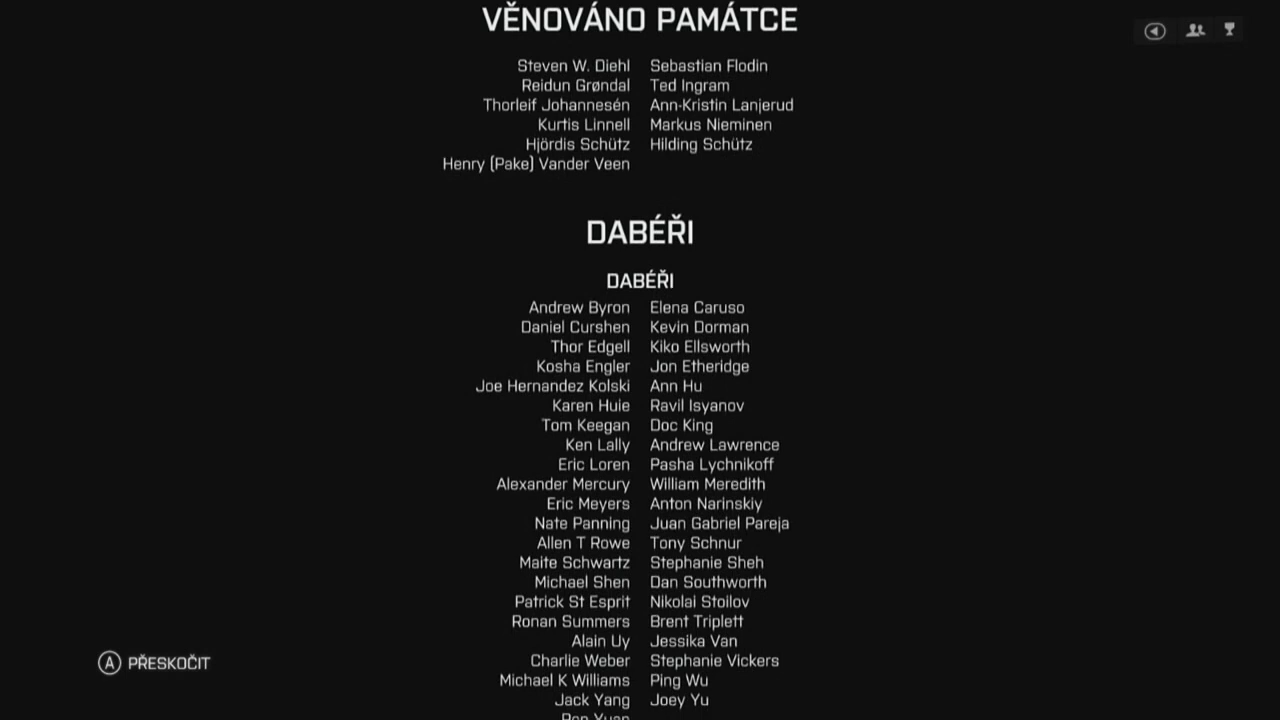 VĚNOVÁNO PAMÁTCE
Steven W. Diehl Sebastian Flodin
Reidun Grøndal Ted Ingram
Thorleif Johannesén Ann-Kristin Lanjerud
Kurtis Linnell Markus Nieminen
Hjördis Schütz Hilding Schütz
Henry (Pake) Vander Veen
DABÉŘI
DABÉŘI
Andrew Byron Elena Caruso
Daniel Curshen Kevin Dorman
Thor Edgell Kiko Ellsworth
Kosha Engler Jon Etheridge
Joe Hernandez Kolski Ann Hu
Karen Huie Ravil Isyanov
Tom Keegan Doc King
Ken Lally Andrew Lawrence
Eric Loren Pasha Lychnikoff
Alexander Mercury William Meredith
Eric Meyers Anton Narinskiy
Nate Panning Juan Gabriel Pareja
Allen T Rowe Tony Schnur
Maite Schwartz Stephanie Sheh
Michael Shen Dan Southworth
Patrick St Esprit Nikolai Stoilov
Ronan Summers Brent Triplett
Alain Uy Jessika Van
Charlie Weber Stephanie Vickers
Michael K Williams Ping Wu
Jack Yang Joey Yu
A PŘESKOČIT